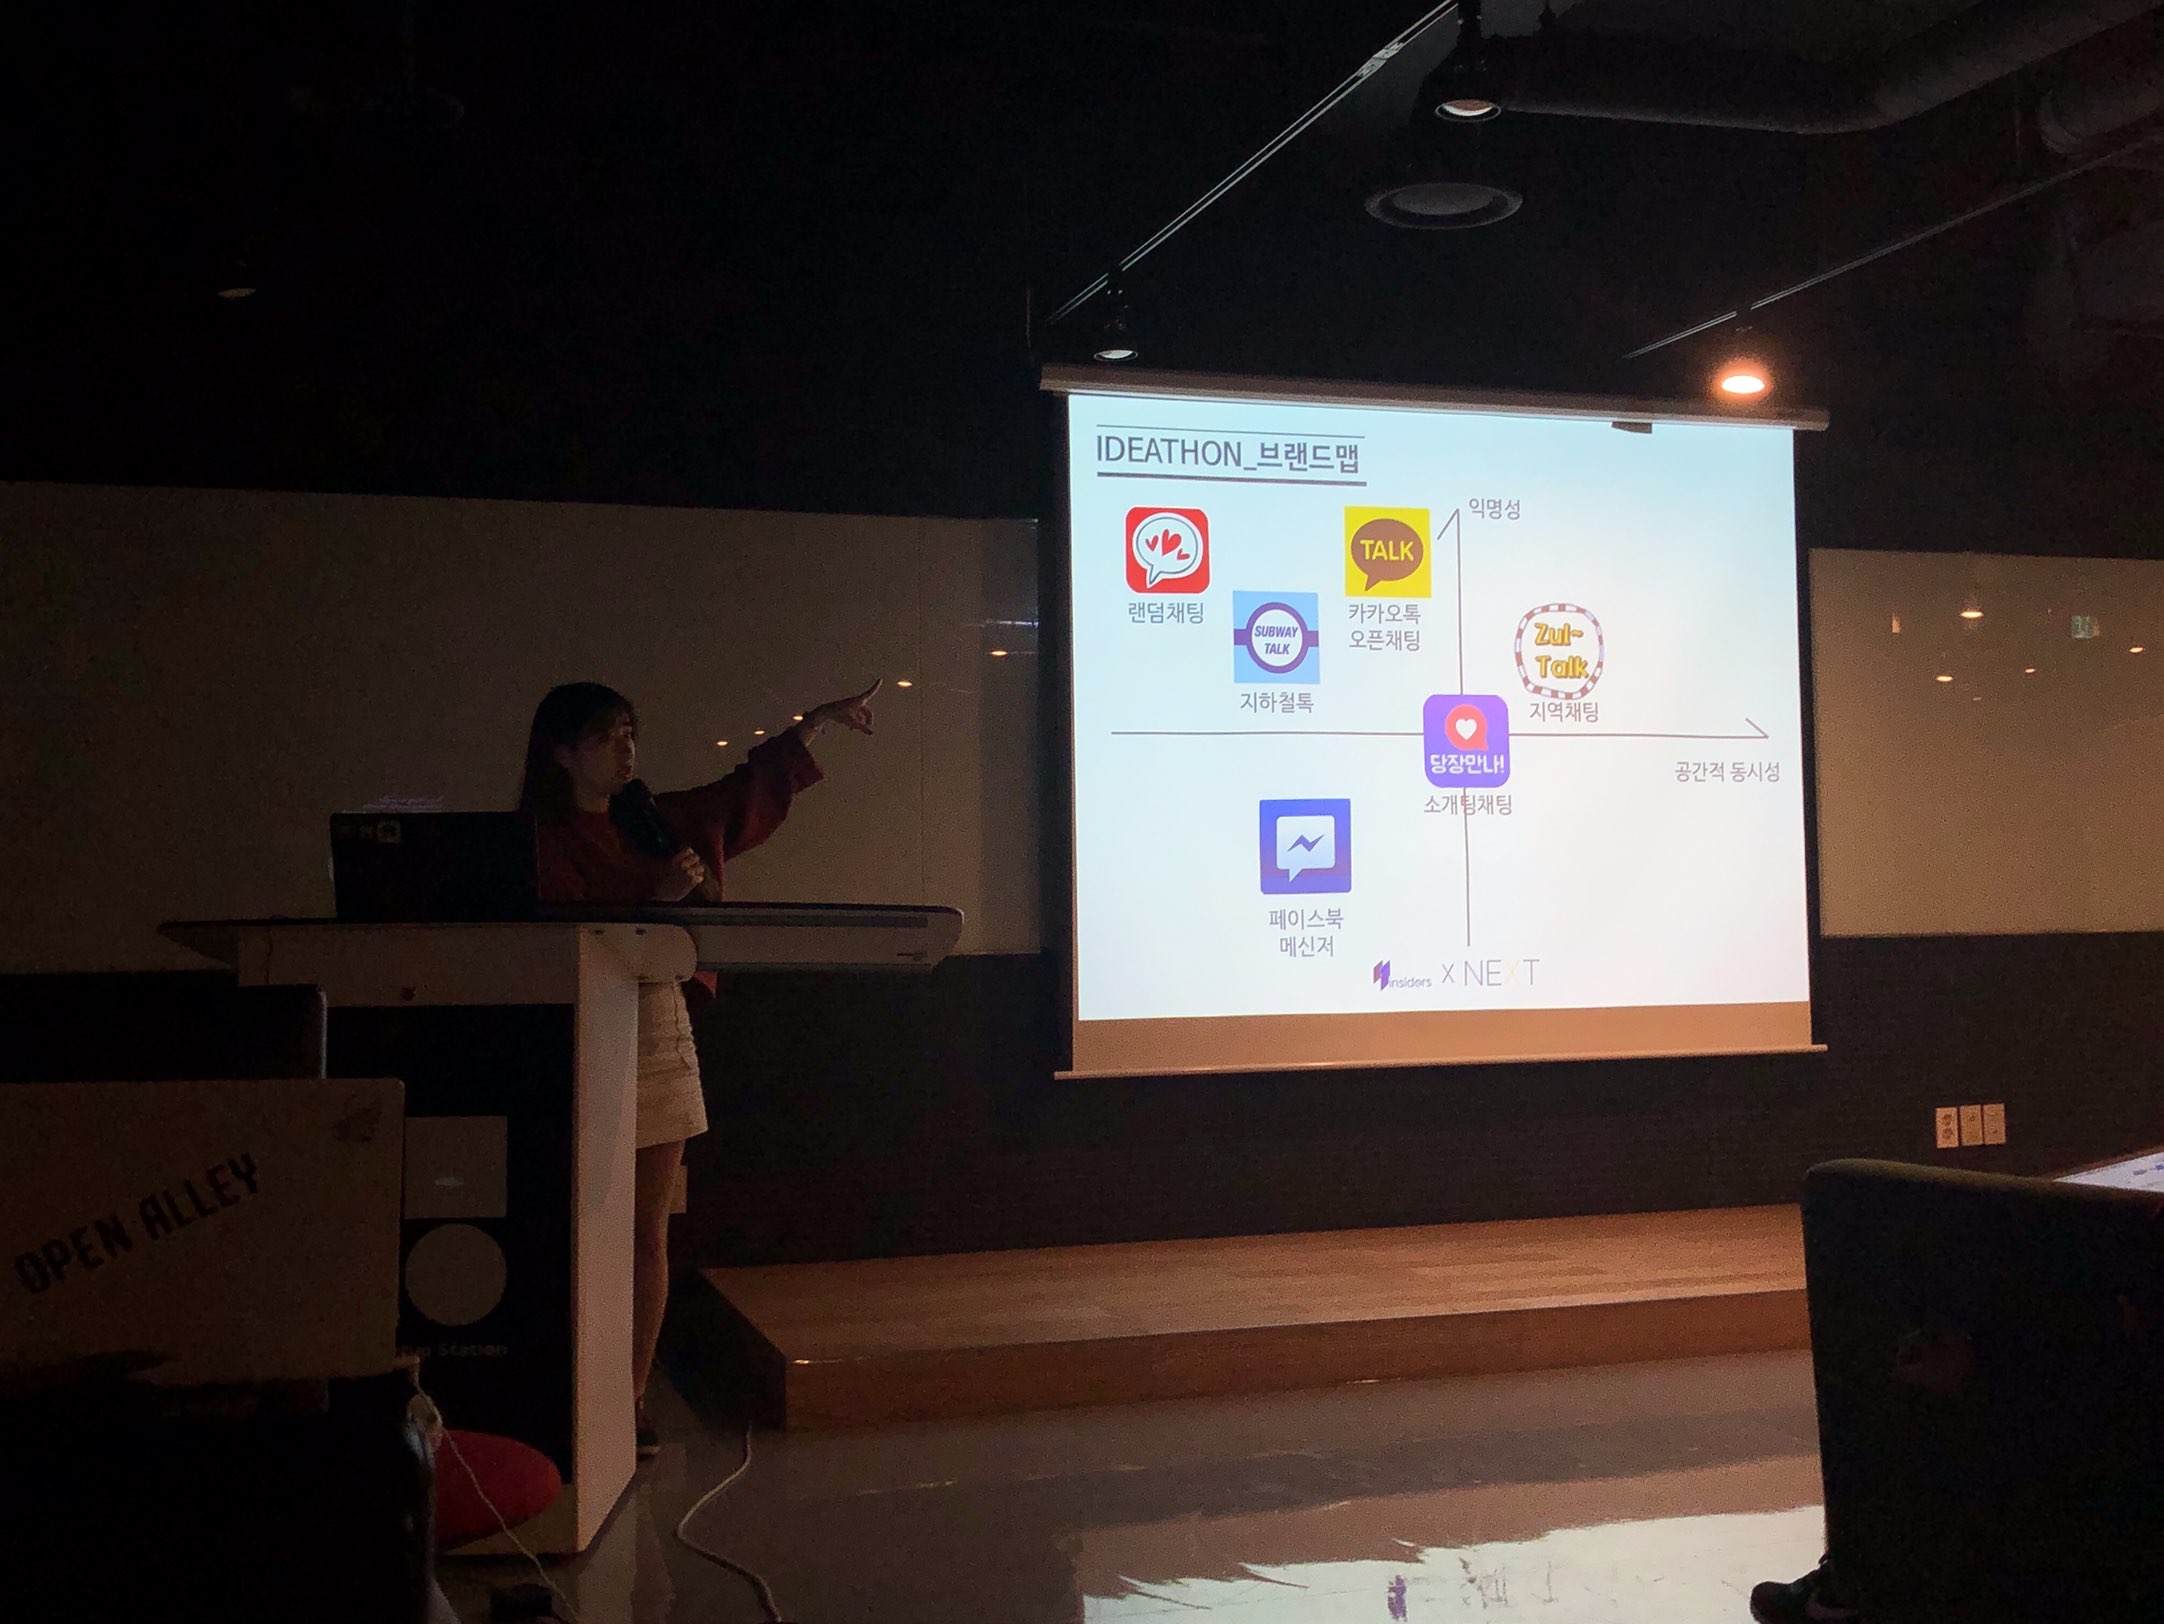 IDEATHON_브랜드맵
익명성
랜덤채팅
TALK
카카오톡
오픈채팅
SUBWAY
TALK
지하철톡
Zul~
Talk
지역채팅
당장만나!
소개팅채팅
공간적 동시성
페이스북
메신저
insiders X NEXT
OPEN ALLEY
Station